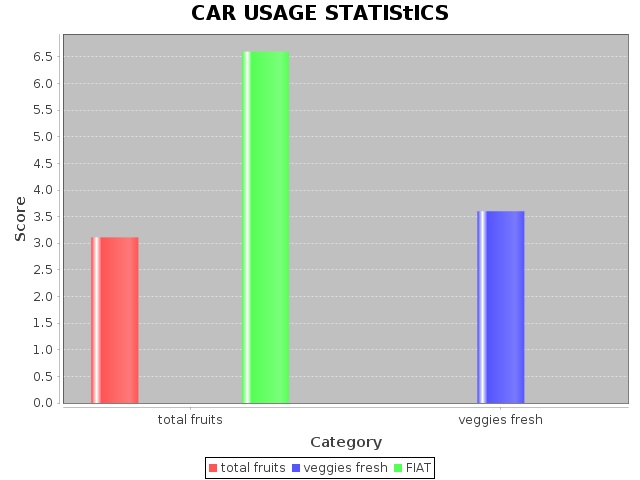 CAR USAGE STATIStICS
Score
6.5
6.0
5.5
5.0
4.5
4.0
3.5
3.0
2.5
2.0
1.5
1.0
0.5
0.0
total fruits veggies fresh
Category
total fruits veggies fresh FIAT